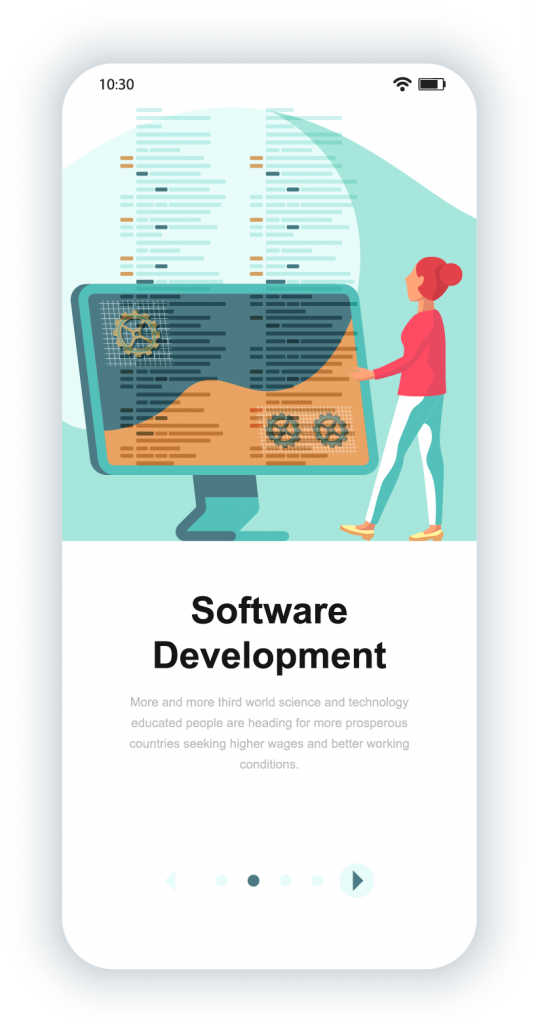 10:30
Software
Development
More and more third world science and technology
educated people are heading for more prosperous
countries seeking higher wages and better working
conditions.